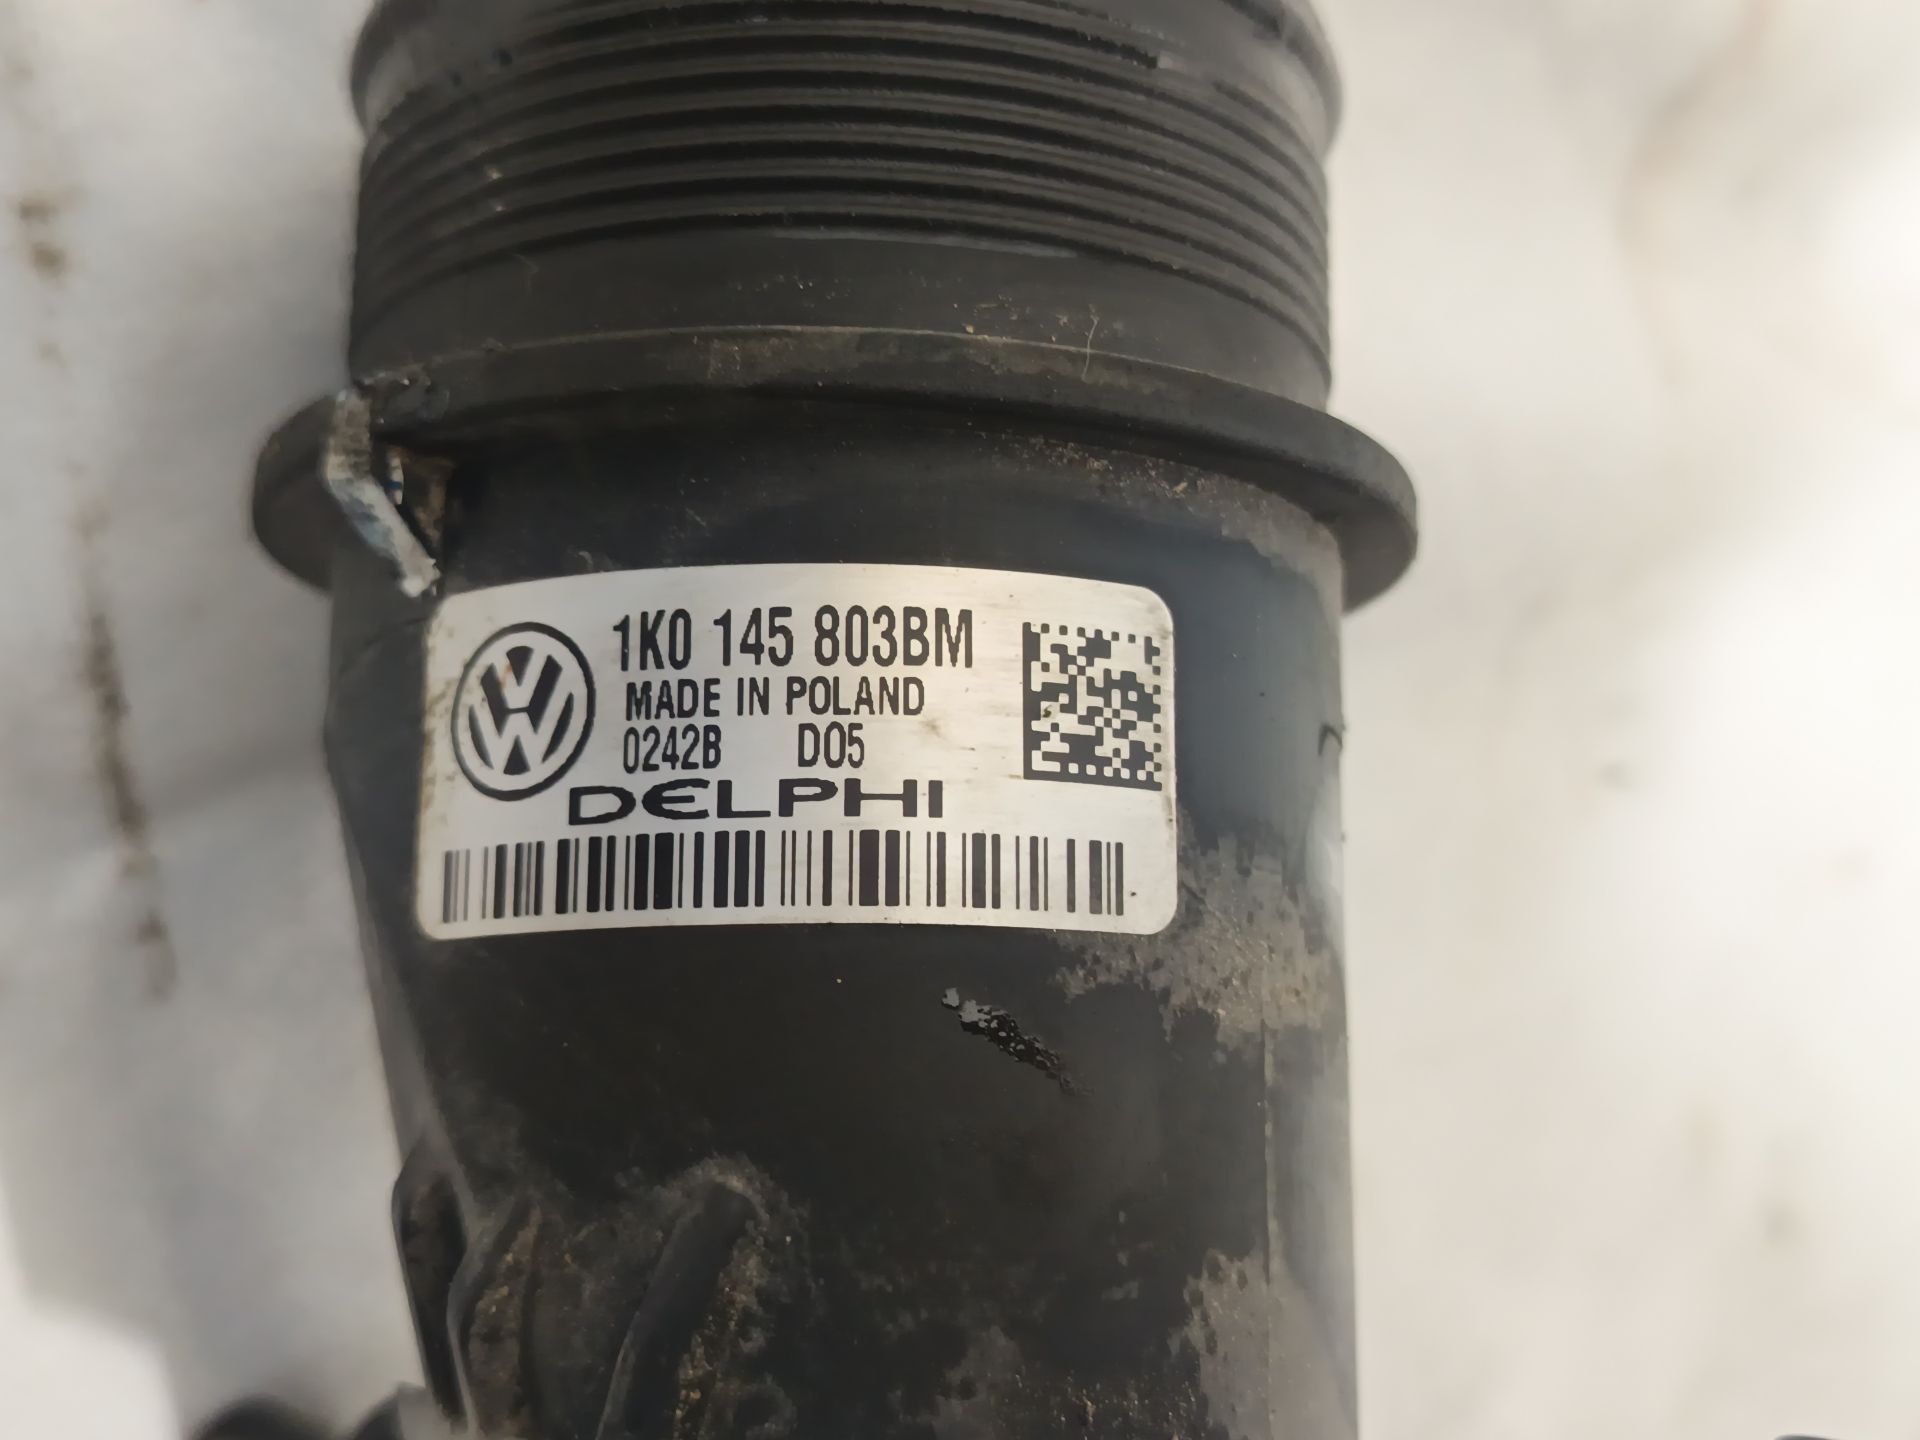 1K0 145 803BM
MADE IN POLAND
0242B D05
DELPHI